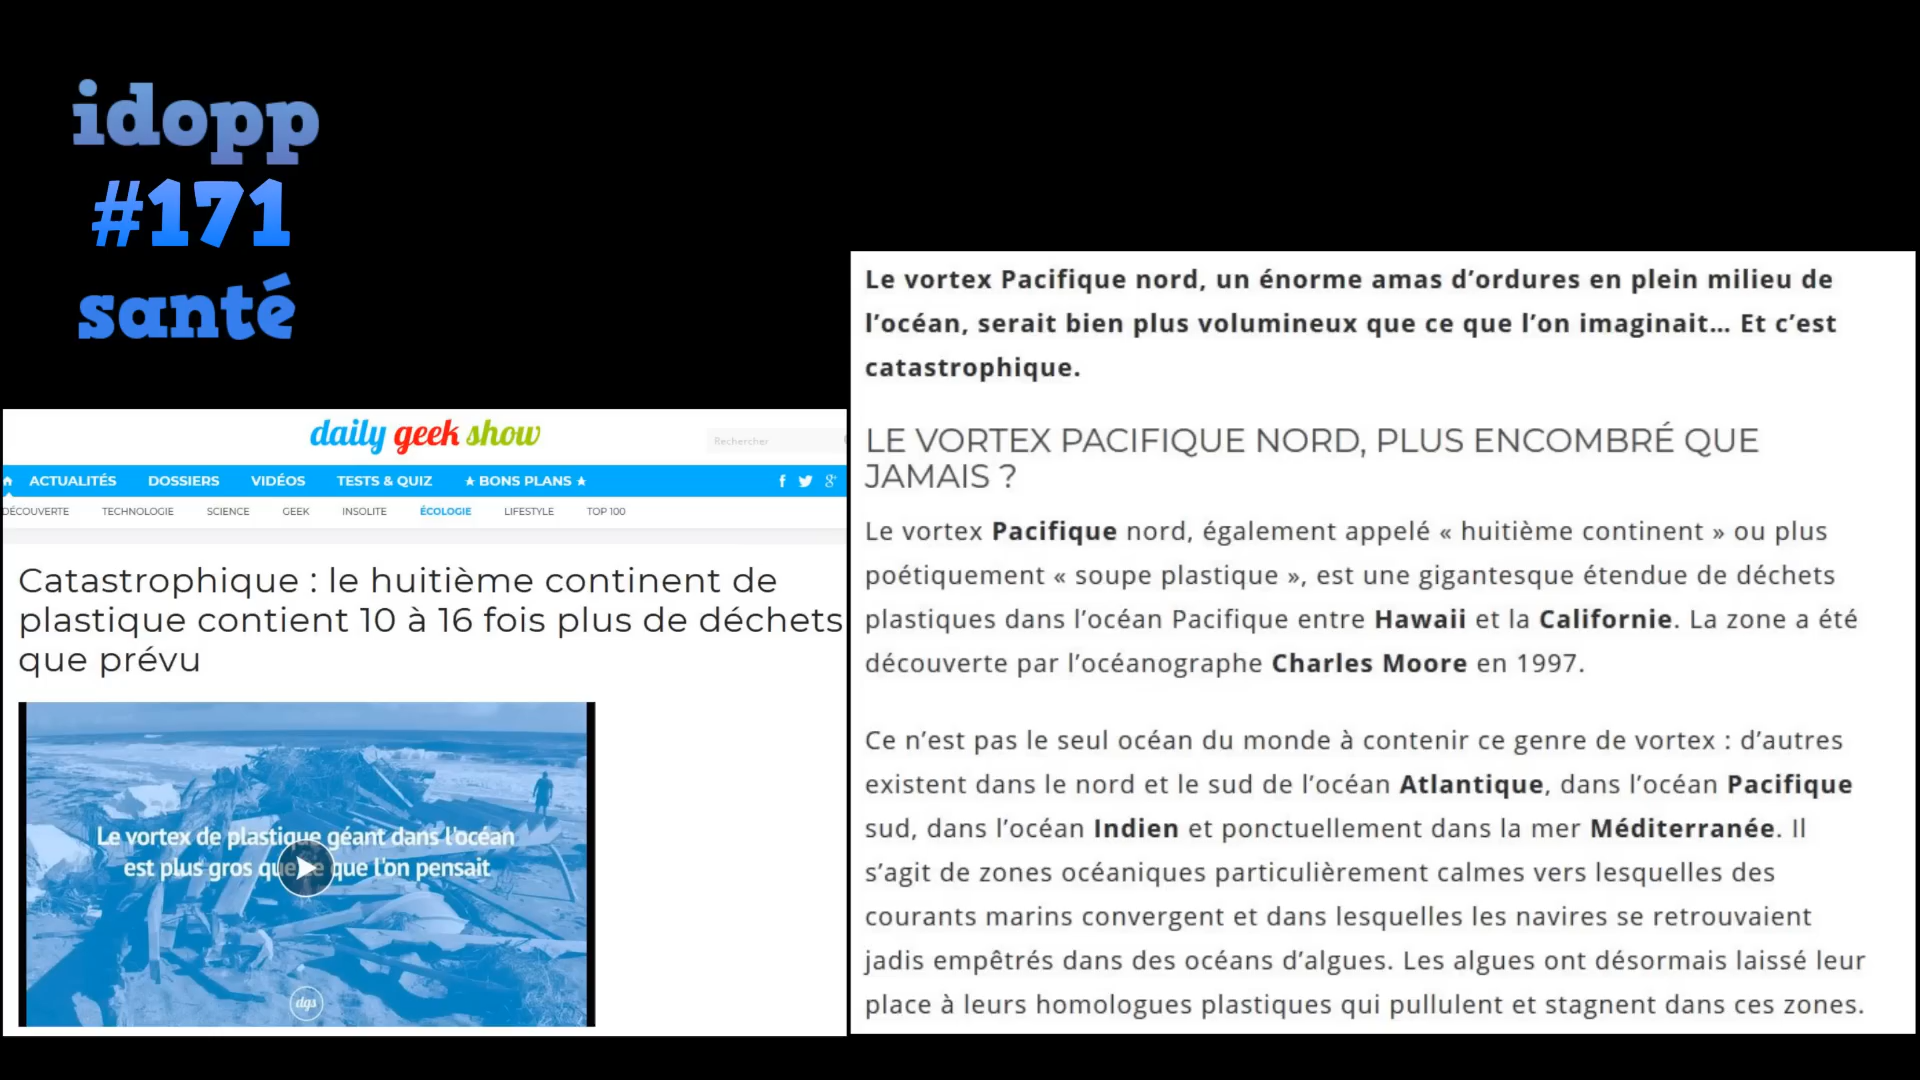 idopp
#171
santé
daily geek show
Rechercher
ACTUALITÉS DOSSIERS VIDÉOS TESTS & QUIZ ★ BONS PLANS ★
DÉCOUVERTE TECHNOLOGIE SCIENCE GEEK INSOLITE ÉCOLOGIE LIFESTYLE TOP 100
Catastrophique : le huitième continent de
plastique contient 10 à 16 fois plus de déchets
que prévu
Le vortex de plastique géant dans l'océan
est plus gros que ce que l'on pensait
dgs
Le vortex Pacifique nord, un énorme amas d’ordures en plein milieu de
l’océan, serait bien plus volumineux que ce que l’on imaginait… Et c’est
catastrophique.
LE VORTEX PACIFIQUE NORD, PLUS ENCOMBRÉ QUE
JAMAIS ?
Le vortex Pacifique nord, également appelé « huitième continent » ou plus
poétiquement « soupe plastique », est une gigantesque étendue de déchets
plastiques dans l’océan Pacifique entre Hawaii et la Californie. La zone a été
découverte par l’océanographe Charles Moore en 1997.
Ce n’est pas le seul océan du monde à contenir ce genre de vortex : d’autres
existent dans le nord et le sud de l’océan Atlantique, dans l’océan Pacifique
sud, dans l’océan Indien et ponctuellement dans la mer Méditerranée. Il
s’agit de zones océaniques particulièrement calmes vers lesquelles des
courants marins convergent et dans lesquelles les navires se retrouvaient
jadis empêtrés dans des océans d’algues. Les algues ont désormais laissé leur
place à leurs homologues plastiques qui pullulent et stagnent dans ces zones.